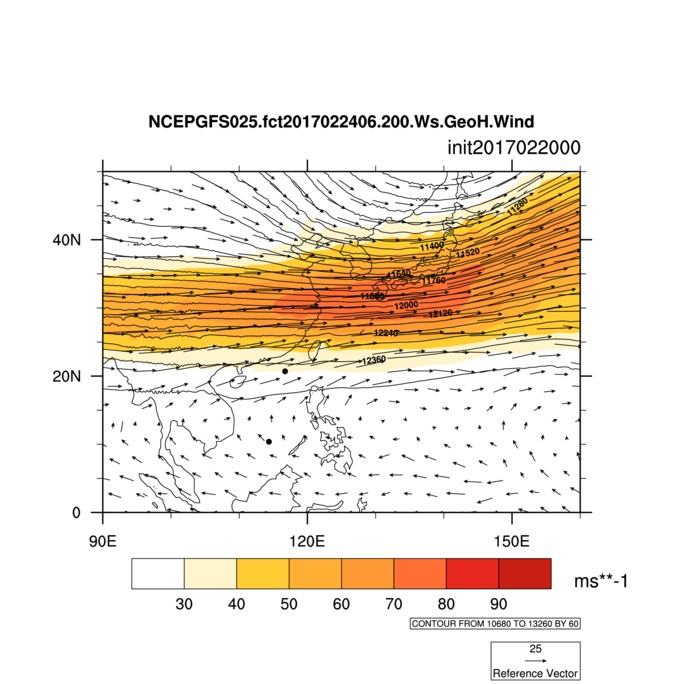 NCEPGFS025.fct2017022406.200.Ws.GeoH.Wind
init2017022000
11280
11400
11520
11640
11760
11880
12000
12120
12240
12360
40N
20N
0
90E 120E 150E
30 40 50 60 70 80 90
ms**-1
CONTOUR FROM 10680 TO 13260 BY 60
25
Reference Vector